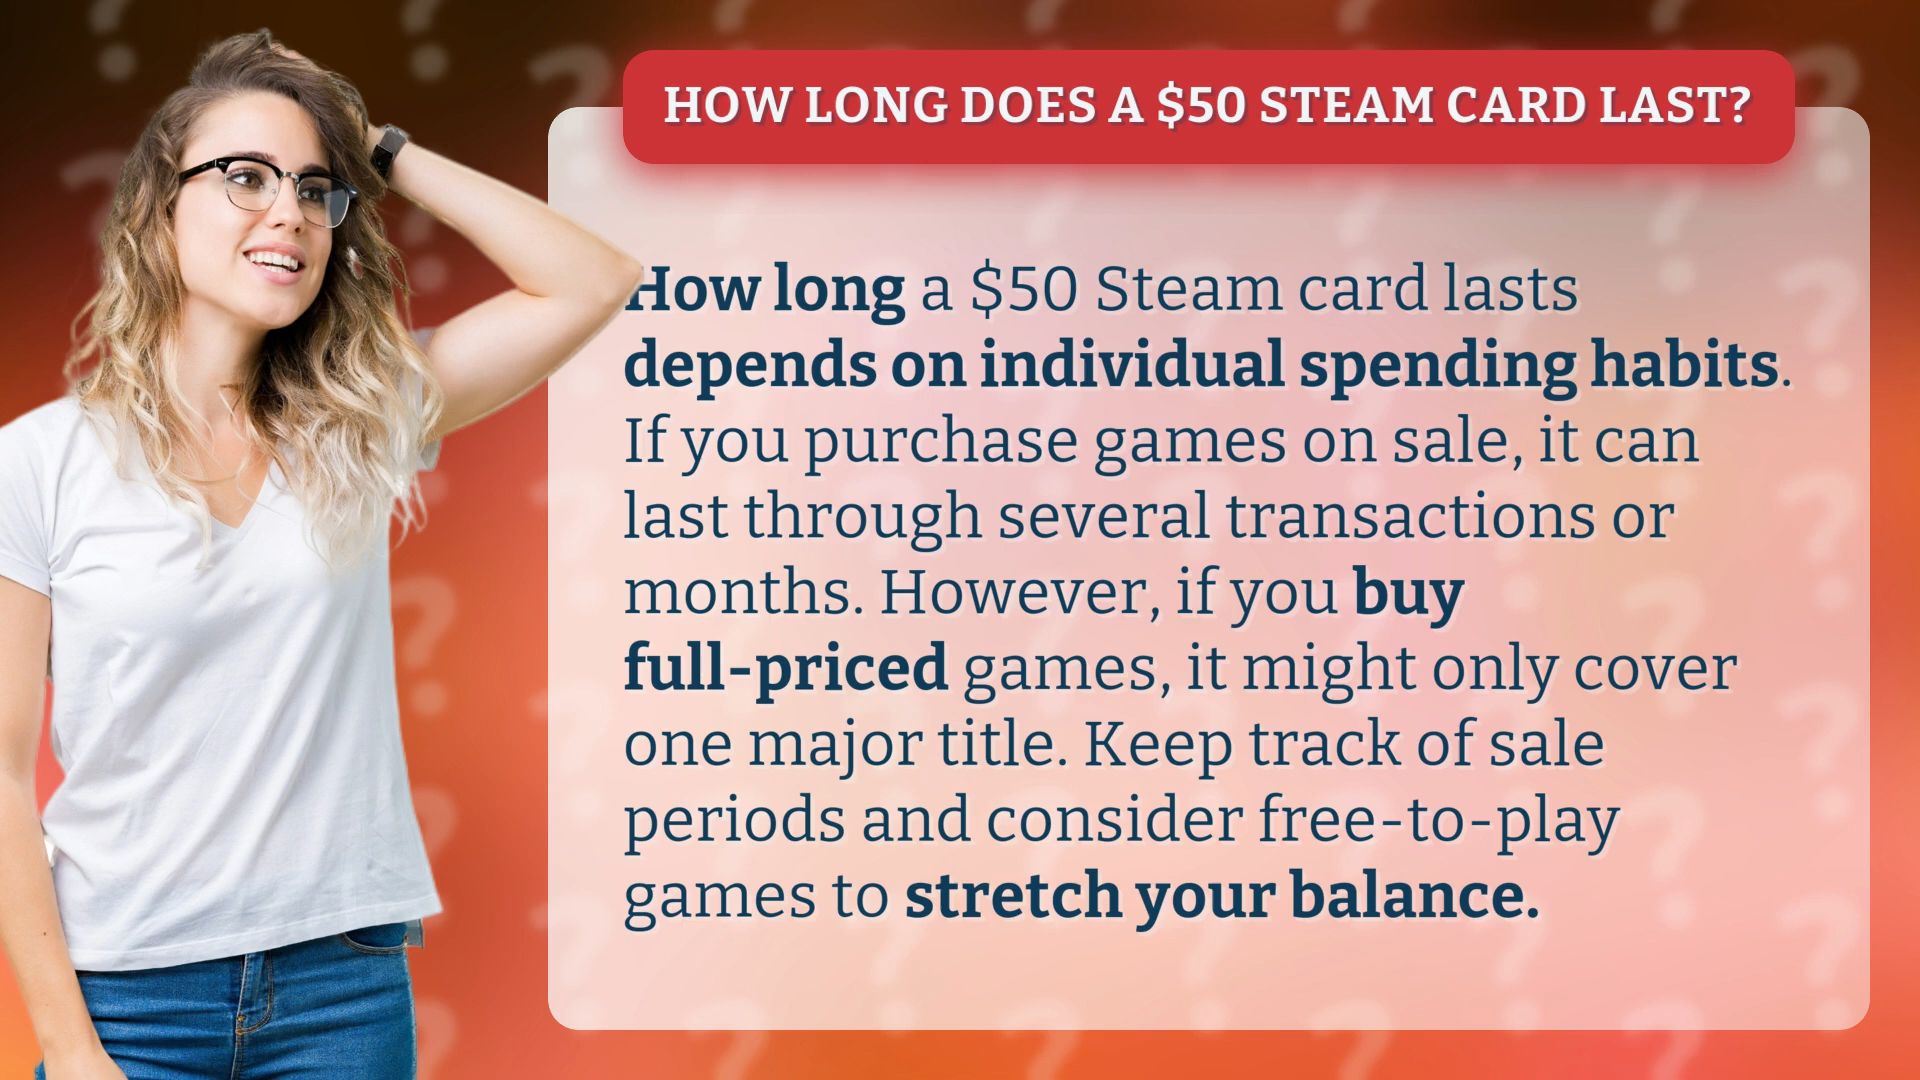 HOW LONG DOES A $50 STEAM CARD LAST?
How long a $50 Steam card lasts
depends on individual spending habits.
If you purchase games on sale, it can
last through several transactions or
months. However, if you buy
full-priced games, it might only cover
one major title. Keep track of sale
periods and consider free-to-play
games to stretch your balance.